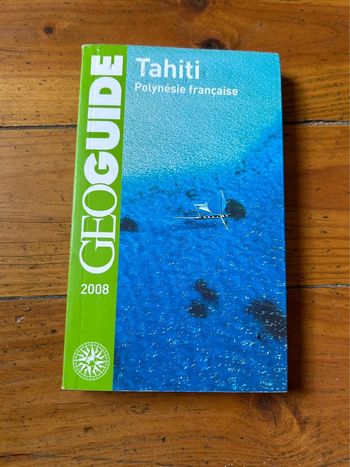 Tahiti
Polynésie française
GEOGUIDE
2008